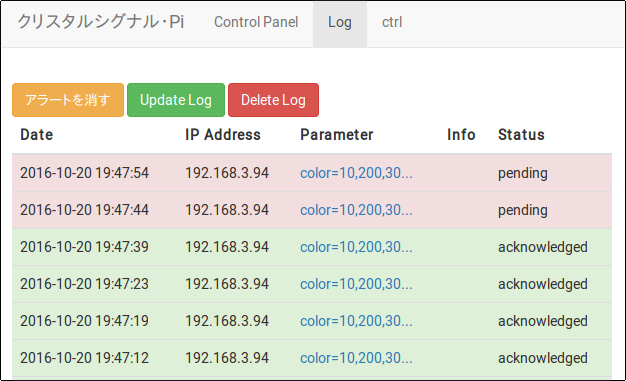 クリスタルシグナル・Pi Control Panel Log ctrl
アラートを消す Update Log Delete Log
Date IP Address Parameter Info Status
2016-10-20 19:47:54 192.168.3.94 color=10,200,30... pending
2016-10-20 19:47:44 192.168.3.94 color=10,200,30... pending
2016-10-20 19:47:39 192.168.3.94 color=10,200,30... acknowledged
2016-10-20 19:47:23 192.168.3.94 color=10,200,30... acknowledged
2016-10-20 19:47:19 192.168.3.94 color=10,200,30... acknowledged
2016-10-20 19:47:12 192.168.3.94 color=10,200,30... acknowledged